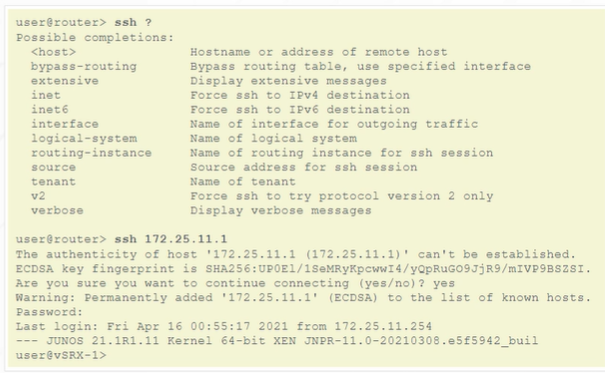 user@router> ssh ?
Possible completions:
<host> Hostname or address of remote host
bypass-routing Bypass routing table, use specified interface
extensive Display extensive messages
inet Force ssh to IPv4 destination
inet6 Force ssh to IPv6 destination
interface Name of interface for outgoing traffic
logical-system Name of logical system
routing-instance Name of routing instance for ssh session
source Source address for ssh session
tenant Name of tenant
v2 Force ssh to try protocol version 2 only
verbose Display verbose messages
user@router> ssh 172.25.11.1
The authenticity of host '172.25.11.1 (172.25.11.1)' can't be established.
ECDSA key fingerprint is SHA256:UP0El/1SeMRyKpcwwI4/yQpRuGO9JjR9/mIVP9BSZSI.
Are you sure you want to continue connecting (yes/no)? yes
Warning: Permanently added '172.25.11.1' (ECDSA) to the list of known hosts.
Password:
Last login: Fri Apr 16 00:55:17 2021 from 172.25.11.254
--- JUNOS 21.1R1.11 Kernel 64-bit XEN JNPR-11.0-20210308.e5f5942_buil
user@vSRX-1>